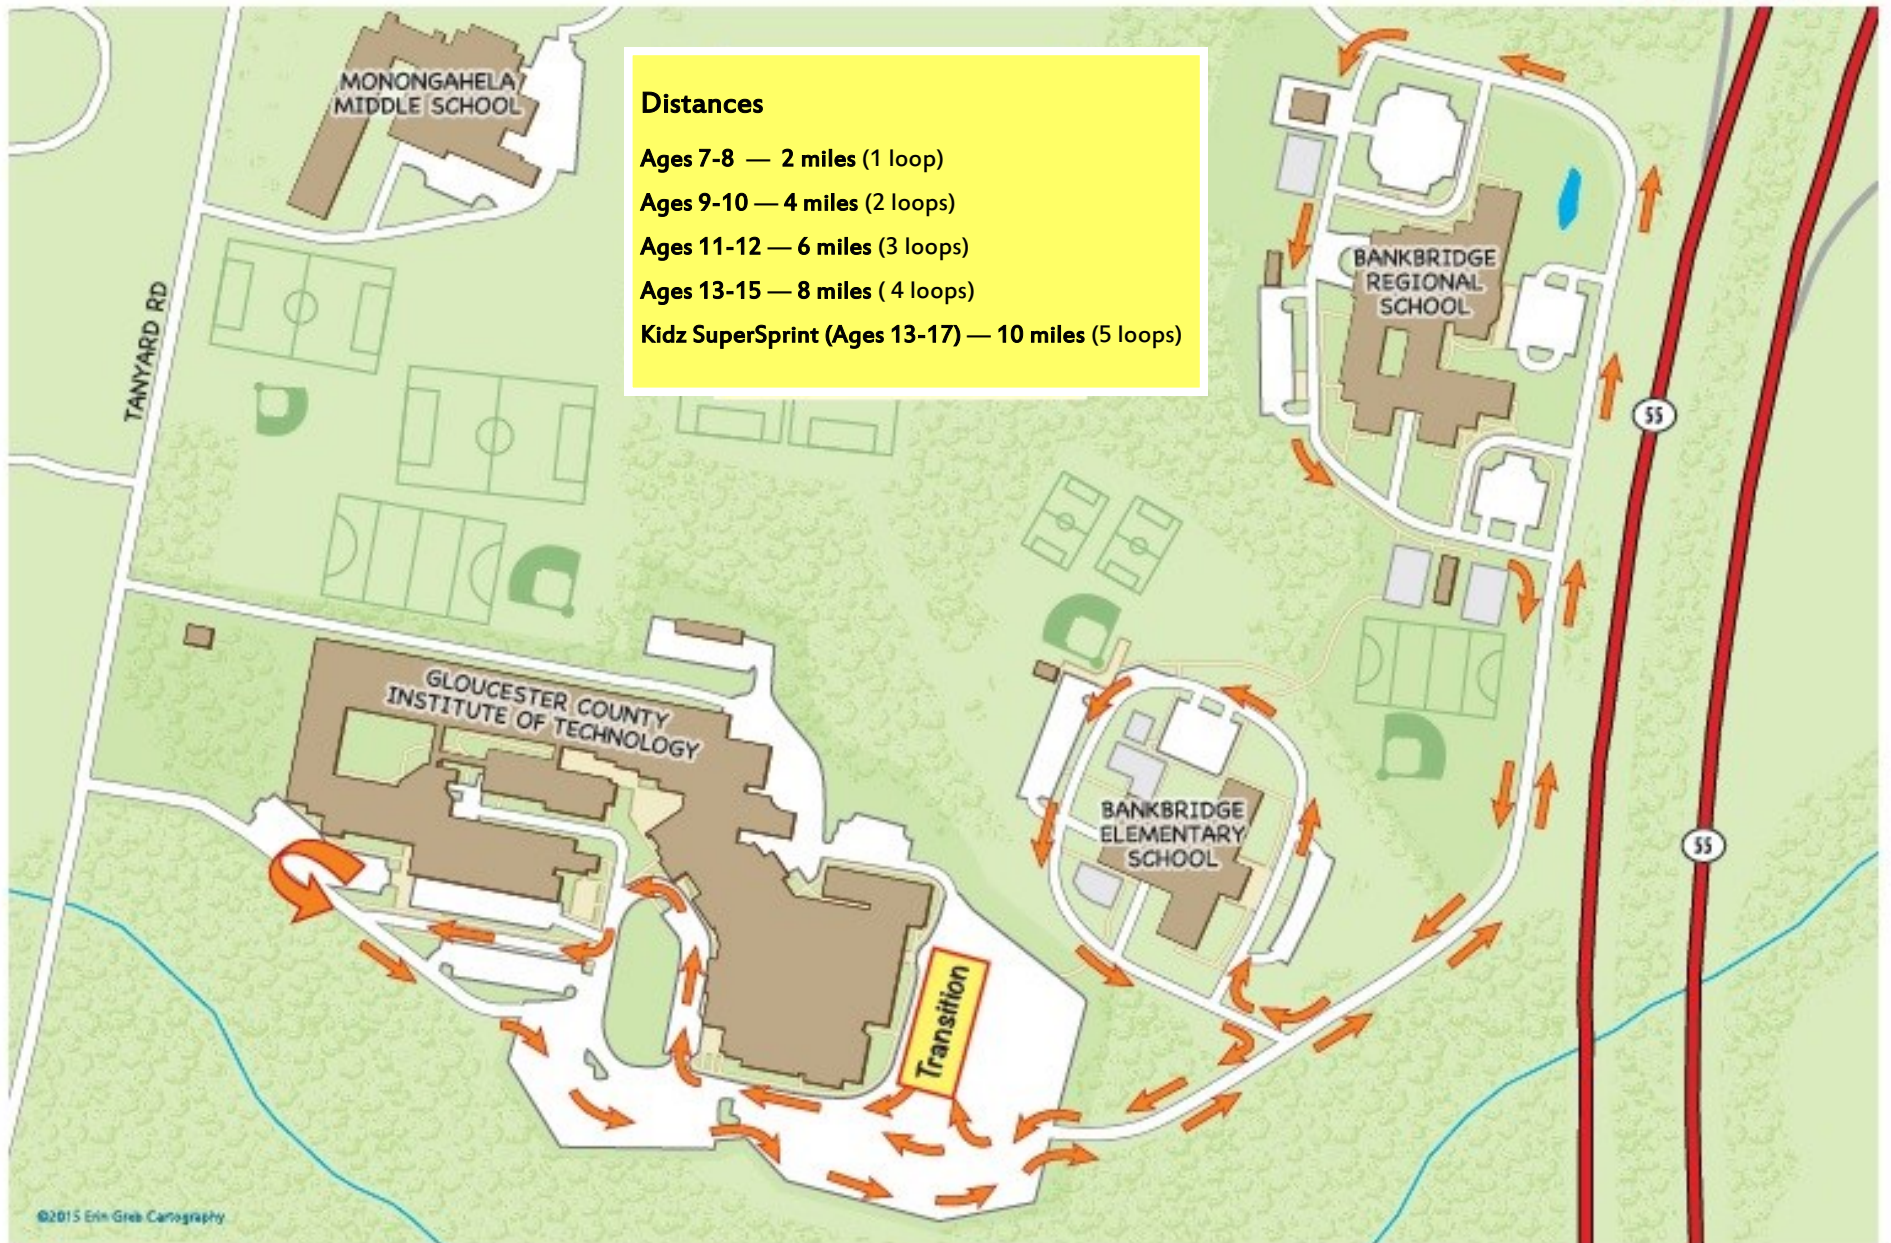 MONONGAHELA
MIDDLE SCHOOL
Distances
Ages 7-8 — 2 miles (1 loop)
Ages 9-10 — 4 miles (2 loops)
Ages 11-12 — 6 miles (3 loops)
Ages 13-15 — 8 miles ( 4 loops)
Kidz SuperSprint (Ages 13-17) — 10 miles (5 loops)
BANKBRIDGE
REGIONAL
SCHOOL
TANYARD RD
55
GLOUCESTER COUNTY
INSTITUTE OF TECHNOLOGY
BANKBRIDGE
ELEMENTARY
SCHOOL
55
Transition
©2015 Erin Greb Cartography